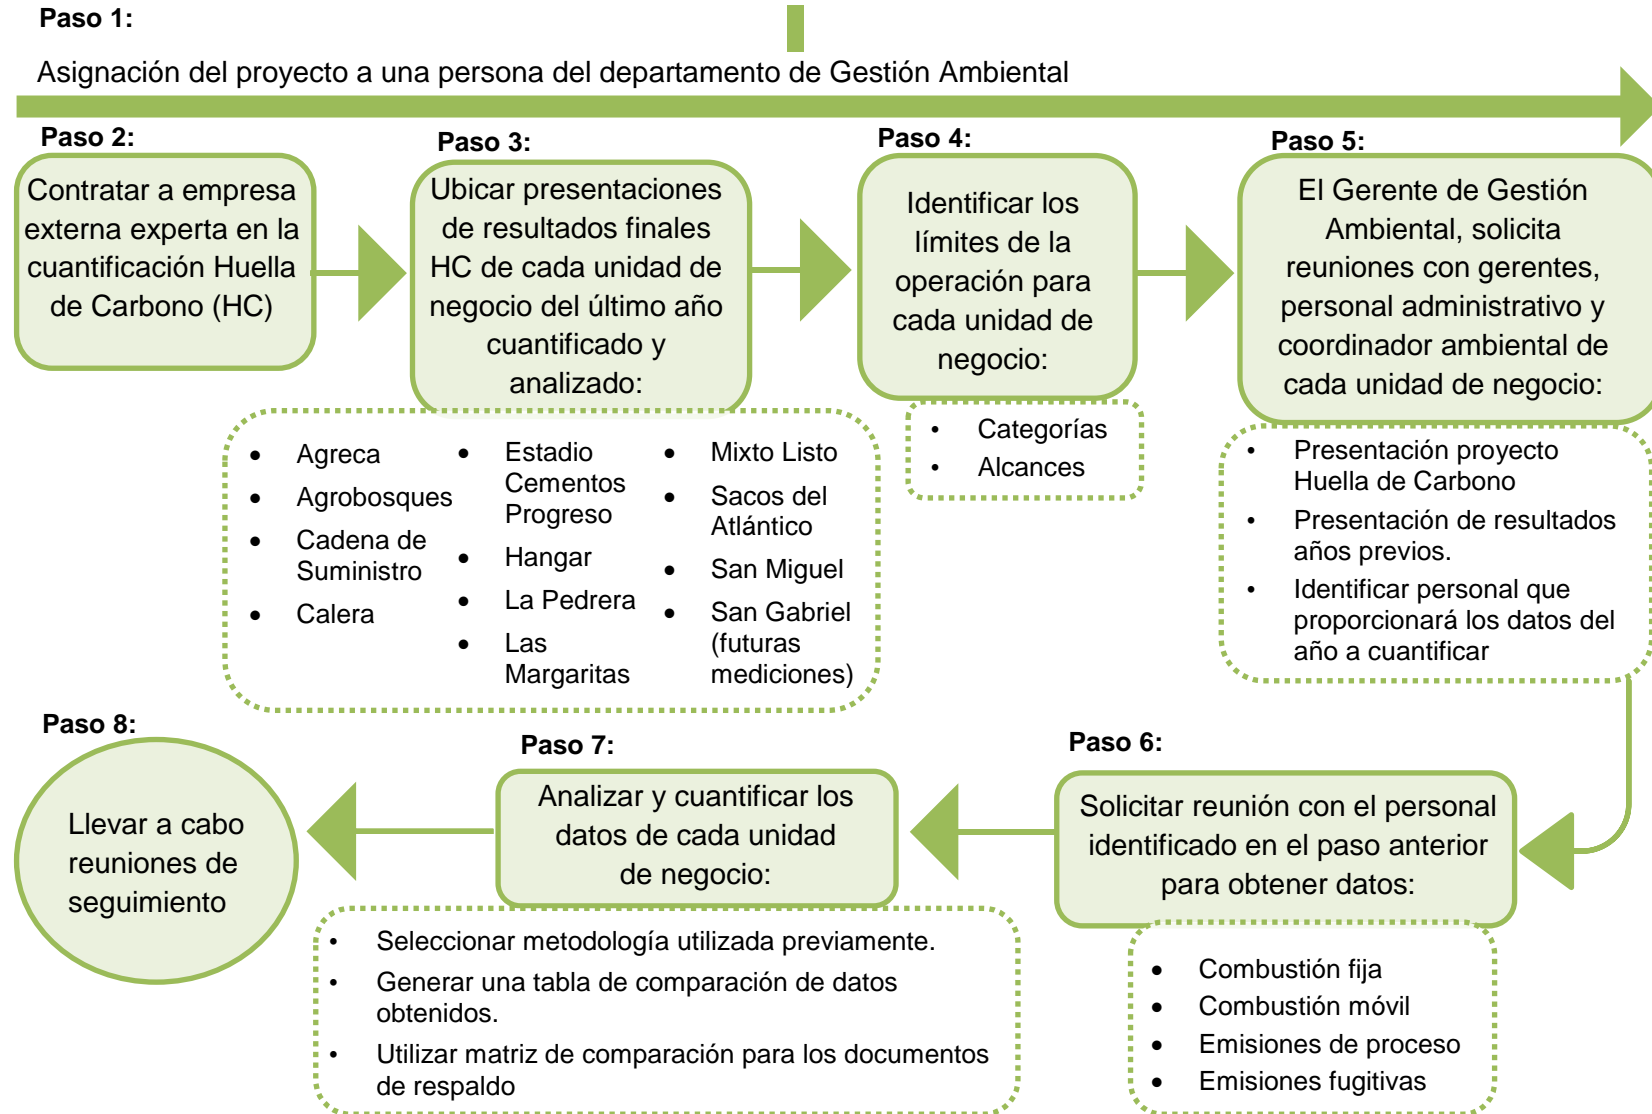 Paso 1:
Asignación del proyecto a una persona del departamento de Gestión Ambiental
Paso 2:
Contratar a empresa
externa experta en la
cuantificación Huella
de Carbono (HC)
Paso 3:
Ubicar presentaciones
de resultados finales
HC de cada unidad de
negocio del último año
cuantificado y
analizado:
• Agreca
• Agrobosques
• Cadena de
Suministro
• Calera
• Estadio
Cementos
Progreso
• Hangar
• La Pedrera
• Las
Margaritas
• Mixto Listo
• Sacos del
Atlántico
• San Miguel
• San Gabriel
(futuras
mediciones)
Paso 4:
Identificar los
límites de la
operación para
cada unidad de
negocio:
• Categorías
• Alcances
Paso 5:
El Gerente de Gestión
Ambiental, solicita
reuniones con gerentes,
personal administrativo y
coordinador ambiental de
cada unidad de negocio:
• Presentación proyecto
Huella de Carbono
• Presentación de resultados
años previos.
• Identificar personal que
proporcionará los datos del
año a cuantificar
Paso 6:
Solicitar reunión con el personal
identificado en el paso anterior
para obtener datos:
• Combustión fija
• Combustión móvil
• Emisiones de proceso
• Emisiones fugitivas
Paso 7:
Analizar y cuantificar los
datos de cada unidad
de negocio:
• Seleccionar metodología utilizada previamente.
• Generar una tabla de comparación de datos
obtenidos.
• Utilizar matriz de comparación para los documentos
de respaldo
Paso 8:
Llevar a cabo
reuniones de
seguimiento